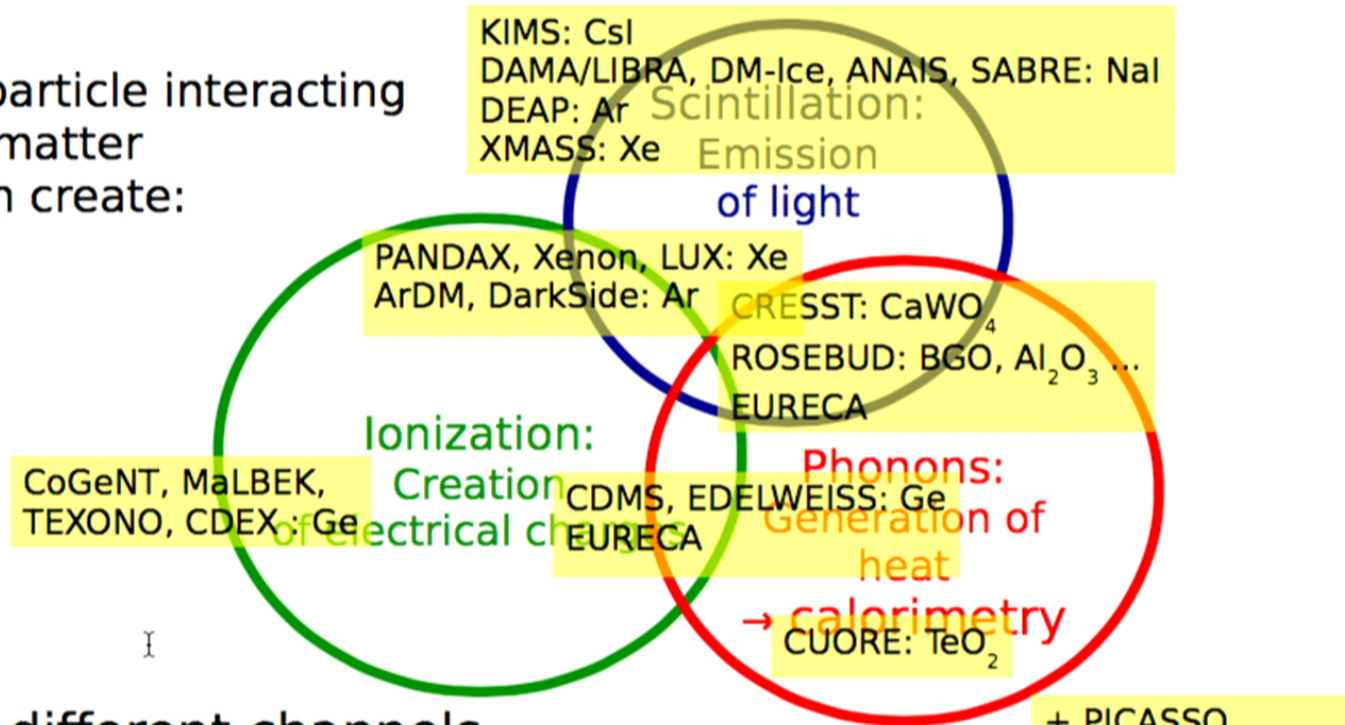 particle interacting
matter
n create:
KIMS: CsI
DAMA/LIBRA, DM-Ice, ANAIS, SABRE: NaI
DEAP: Ar
XMASS: Xe
Scintillation:
Emission
of light
PANDAX, Xenon, LUX: Xe
ArDM, DarkSide: Ar
CRESST: CaWO₄
ROSEBUD: BGO, Al₂O₃ ...
EURECA
Ionization:
Creation
of electrical charges
CoGeNT, MaLBEK,
TEXONO, CDEX : Ge
CDMS, EDELWEISS: Ge
EURECA
Phonons:
Generation of
heat
→ calorimetry
CUORE: TeO₂
different channels
+ PICASSO